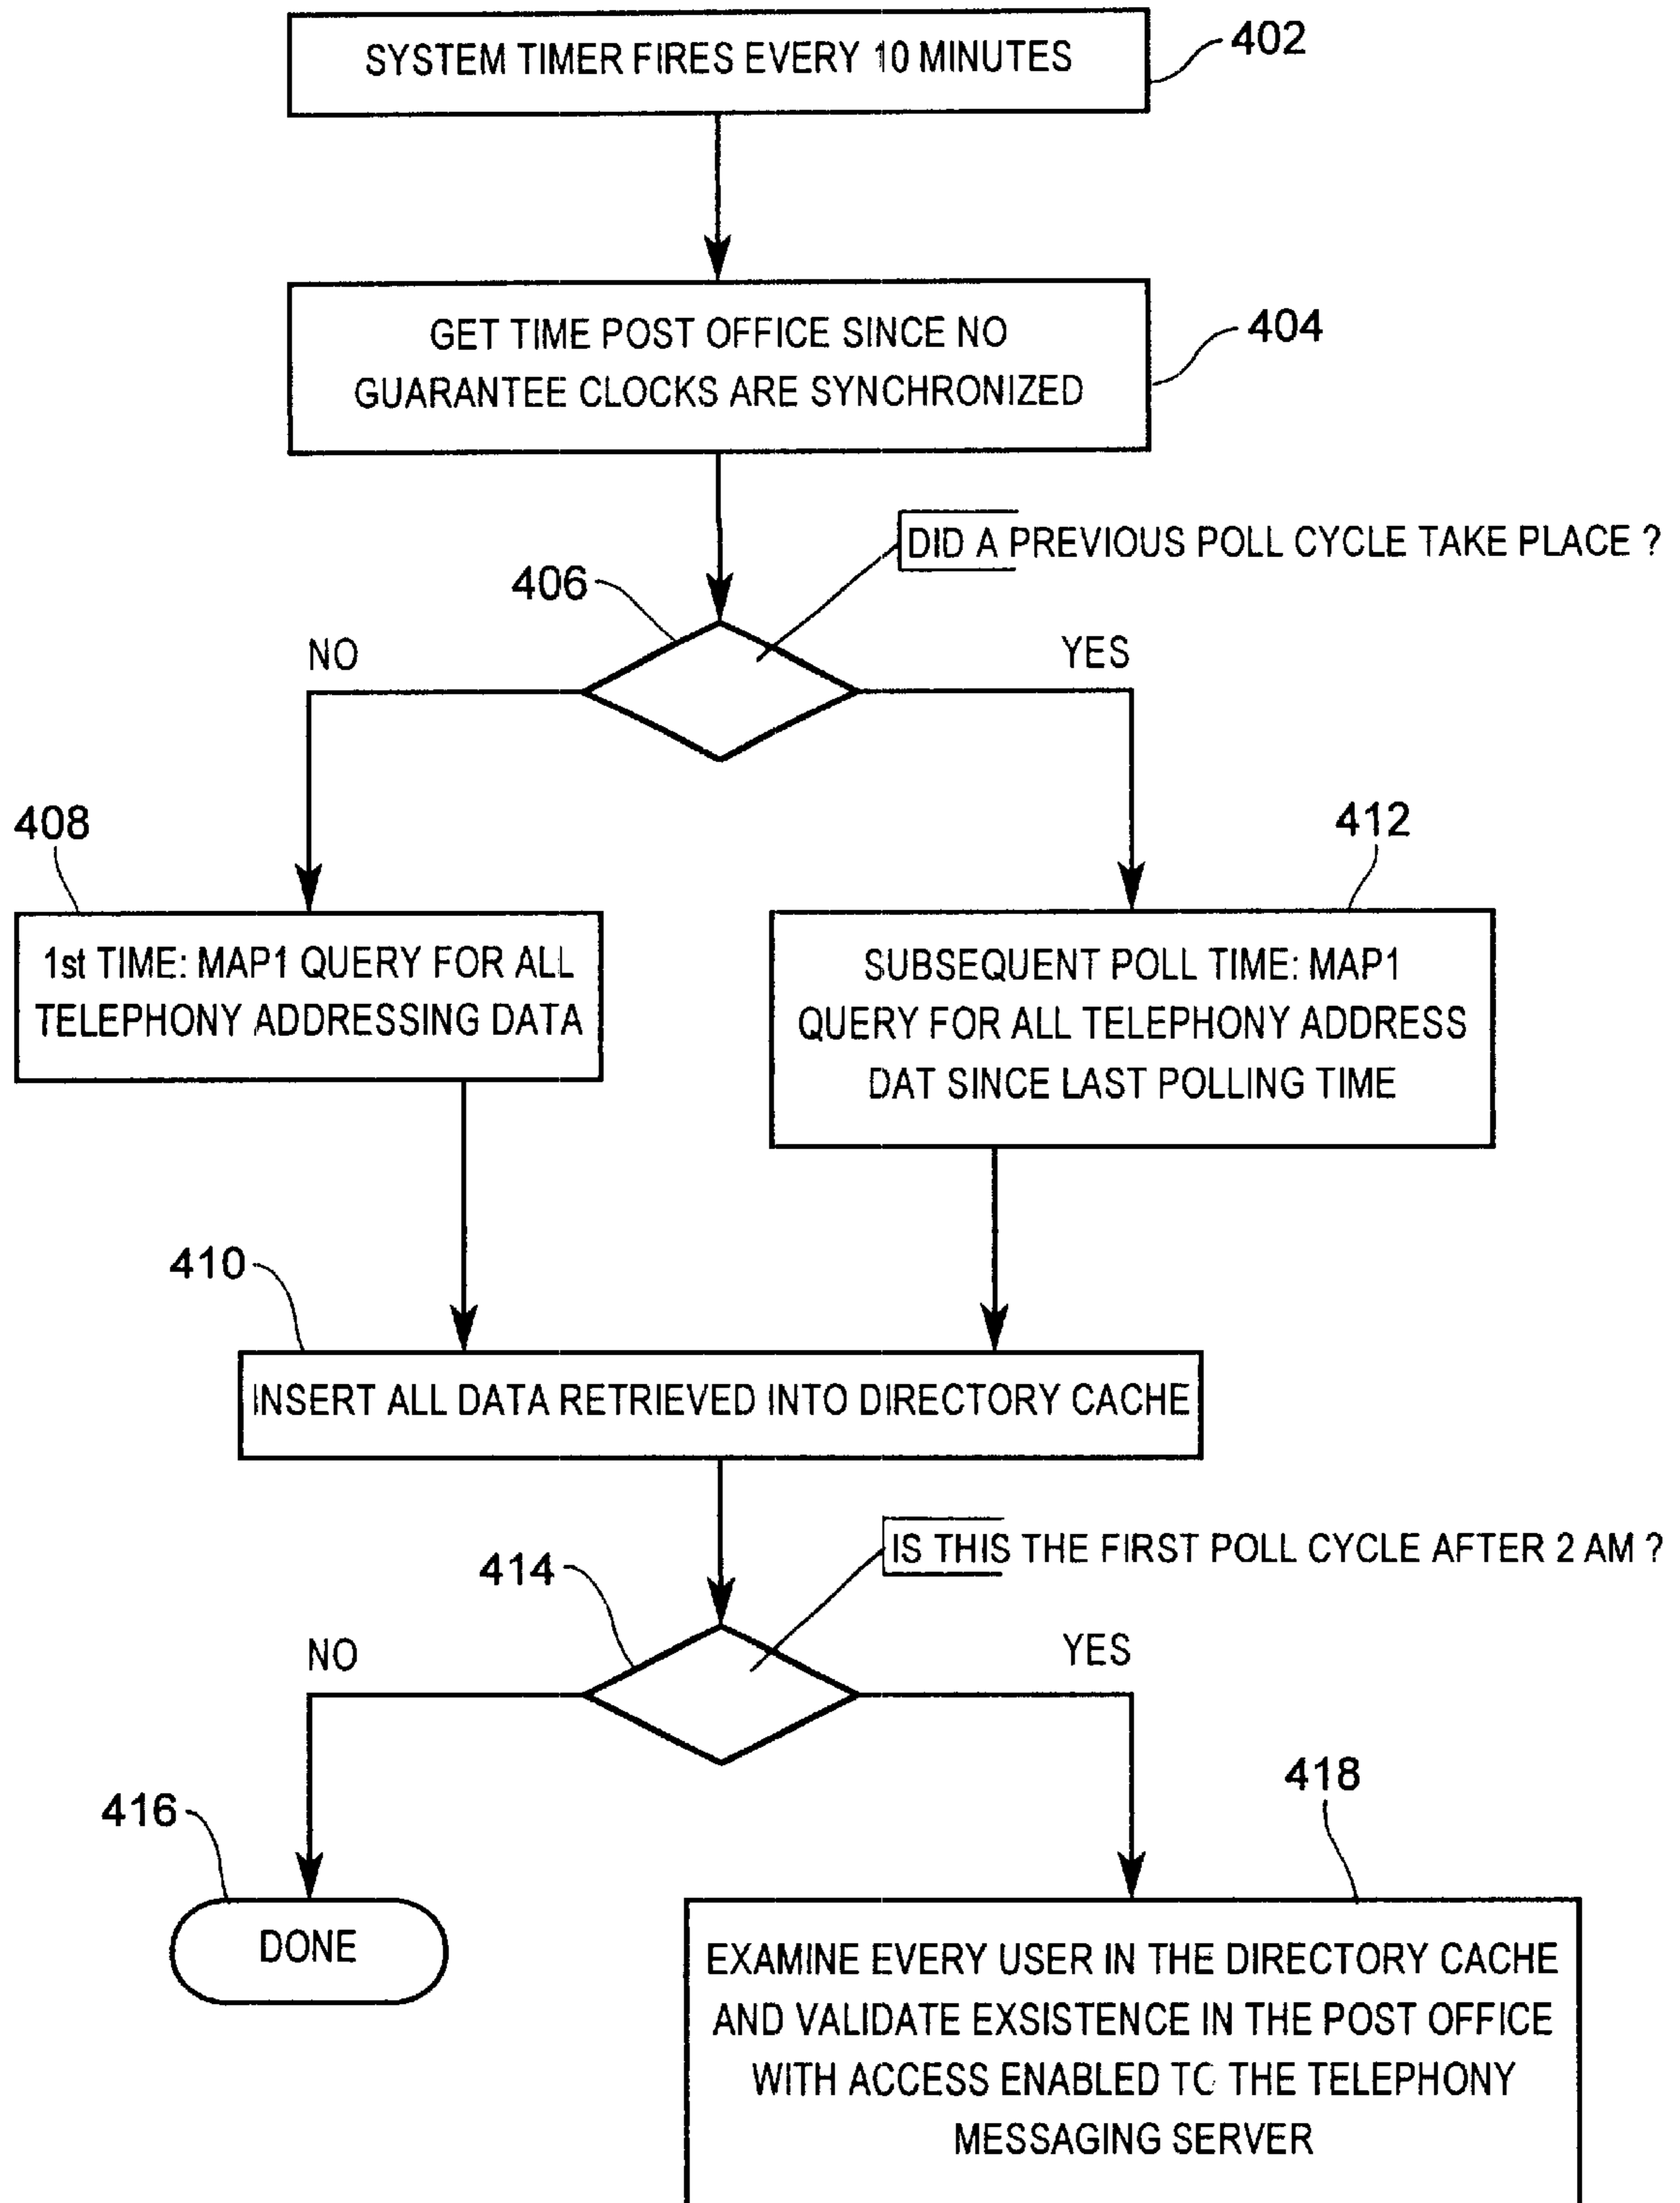 SYSTEM TIMER FIRES EVERY 10 MINUTES
402
GET TIME POST OFFICE SINCE NO
GUARANTEE CLOCKS ARE SYNCHRONIZED
404
DID A PREVIOUS POLL CYCLE TAKE PLACE ?
406
NO
YES
408
412
1st TIME: MAP1 QUERY FOR ALL
TELEPHONY ADDRESSING DATA
SUBSEQUENT POLL TIME: MAP1
QUERY FOR ALL TELEPHONY ADDRESS
DAT SINCE LAST POLLING TIME
410
INSERT ALL DATA RETRIEVED INTO DIRECTORY CACHE
IS THIS THE FIRST POLL CYCLE AFTER 2 AM ?
414
NO
YES
416
418
DONE
EXAMINE EVERY USER IN THE DIRECTORY CACHE
AND VALIDATE EXSISTENCE IN THE POST OFFICE
WITH ACCESS ENABLED TO THE TELEPHONY
MESSAGING SERVER